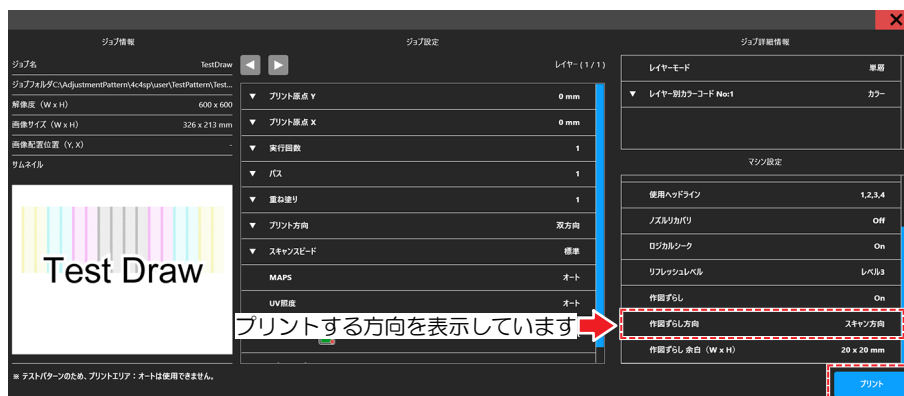 ジョブ情報
ジョブ名 TestDraw
ジョブフォルダC:\AdjustmentPattern\4c4sp\user\TestPattern\Test...
解像度（W x H） 600 x 600
画像サイズ（W x H） 326 x 213 mm
画像配置位置（Y, X） -
サムネイル
Test Draw
※ テストパターンのため、プリントエリア：オートは使用できません。
ジョブ設定
レイヤー ( 1 / 1 )
▼ プリント原点 Y 0 mm
▼ プリント原点 X 0 mm
▼ 実行回数 1
▼ パス 1
▼ 重ね塗り 1
▼ プリント方向 双方向
▼ スキャンスピード 標準
MAPS オート
UV照度 オート
プリントする方向を表示しています
ジョブ詳細情報
レイヤーモード 単層
▼ レイヤー別カラーコード No:1 カラー
マシン設定
使用ヘッドライン 1,2,3,4
ノズルリカバリ Off
ロジカルシーク On
リフレッシュレベル レベル3
作図ずらし On
作図ずらし方向 スキャン方向
作図ずらし 余白（W x H） 20 x 20 mm
プリント